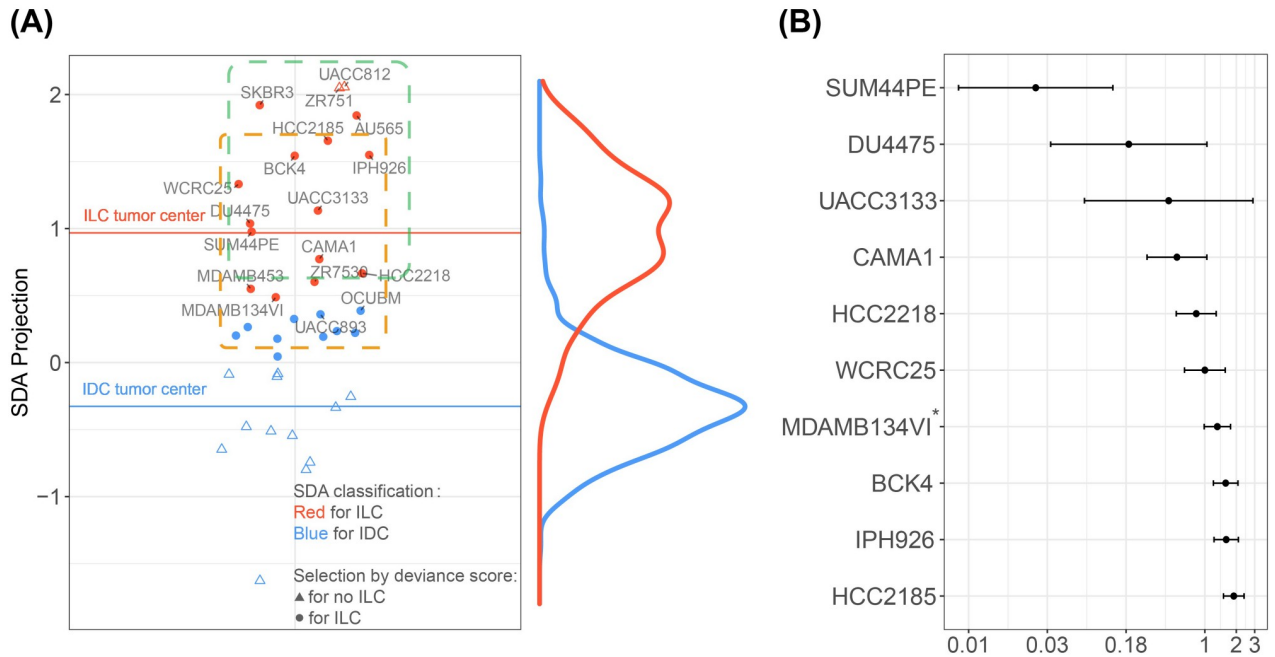 (A)
(B)
SDA Projection
2
1
0
−1
UACC812
SKBR3
ZR751
HCC2185
AU565
BCK4
IPH926
WCRC25
UACC3133
DU4475
ILC tumor center
SUM44PE
CAMA1
MDAMB453
ZR7530
HCC2218
OCUBM
MDAMB134VI
UACC893
IDC tumor center
SDA classification:
Red for ILC
Blue for IDC
Selection by deviance score:
for no ILC
for ILC
SUM44PE
DU4475
UACC3133
CAMA1
HCC2218
WCRC25
MDAMB134VI*
BCK4
IPH926
HCC2185
0.01 0.03 0.18 1 2 3